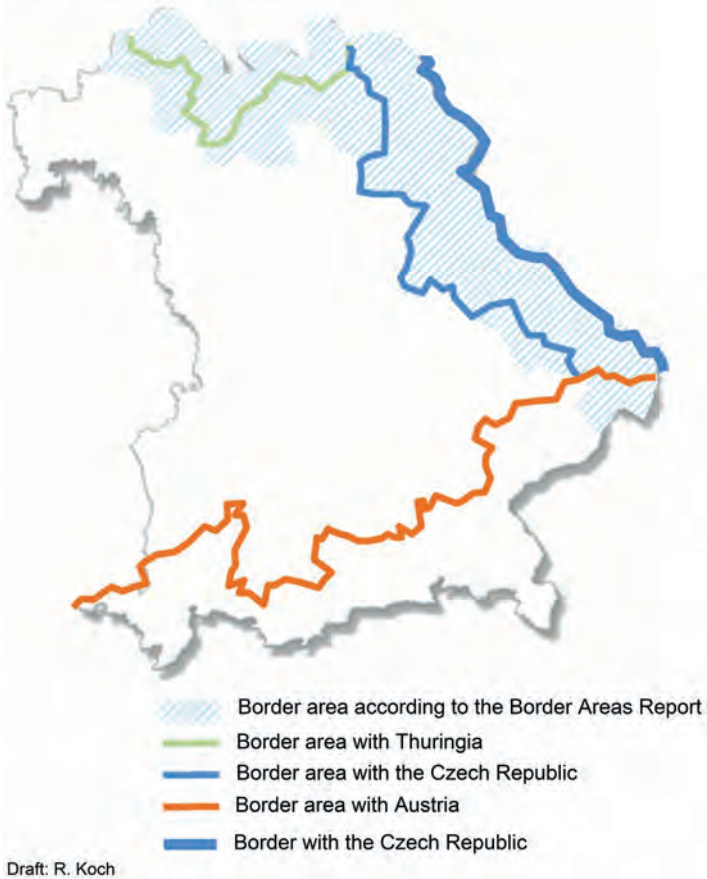 Border area according to the Border Areas Report
Border area with Thuringia
Border area with the Czech Republic
Border area with Austria
Border with the Czech Republic
Draft: R. Koch